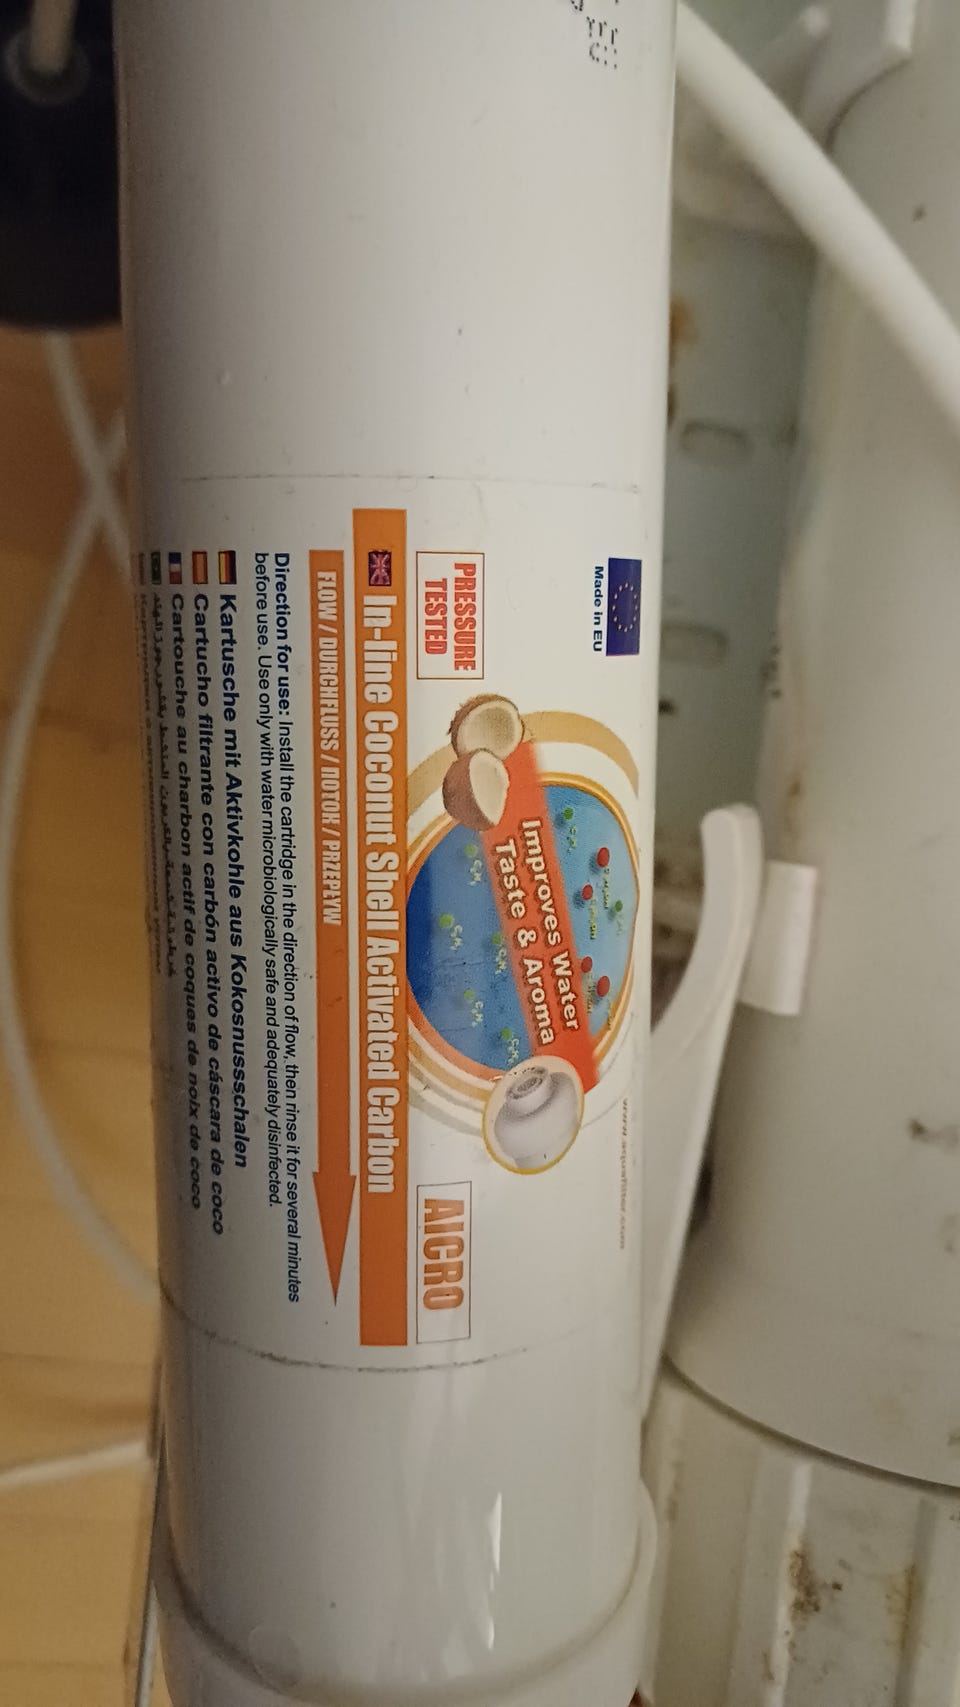 Made in EU
www.aquafilter.com
PRESSURE
TESTED
Improves Water
Taste & Aroma
AICRO
In-line Coconut Shell Activated Carbon
FLOW / DURCHFLUSS / ПОТОК / PRZEPŁYW
Direction for use: Install the cartridge in the direction of flow, then rinse it for several minutes
before use. Use only with water microbiologically safe and adequately disinfected.
Kartusche mit Aktivkohle aus Kokosnussschalen
Cartucho filtrante con carbón activo de cáscara de coco
Cartouche au charbon actif de coques de noix de coco